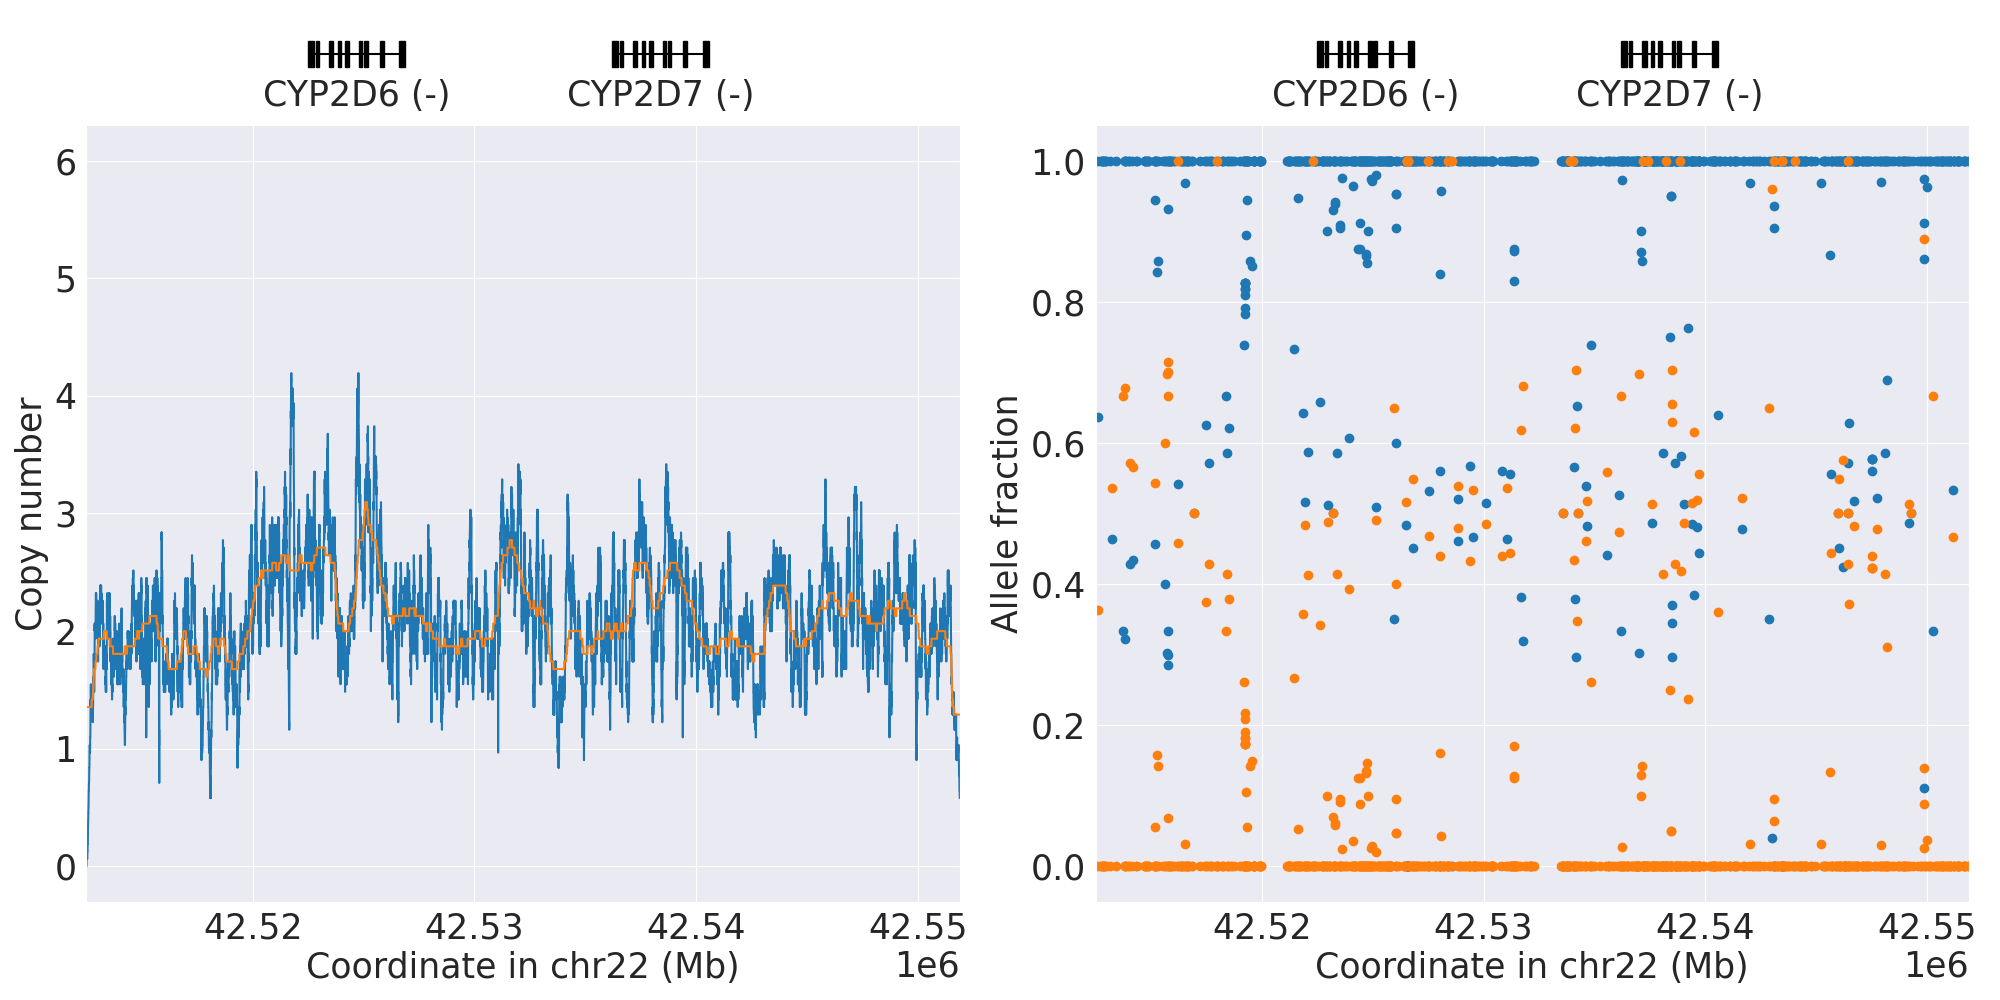 CYP2D6 (-)
CYP2D7 (-)
6
5
4
3
2
1
0
Copy number
42.52
42.53
42.54
42.55
Coordinate in chr22 (Mb)
1e6
CYP2D6 (-)
CYP2D7 (-)
1.0
0.8
0.6
0.4
0.2
0.0
Allele fraction
42.52
42.53
42.54
42.55
Coordinate in chr22 (Mb)
1e6